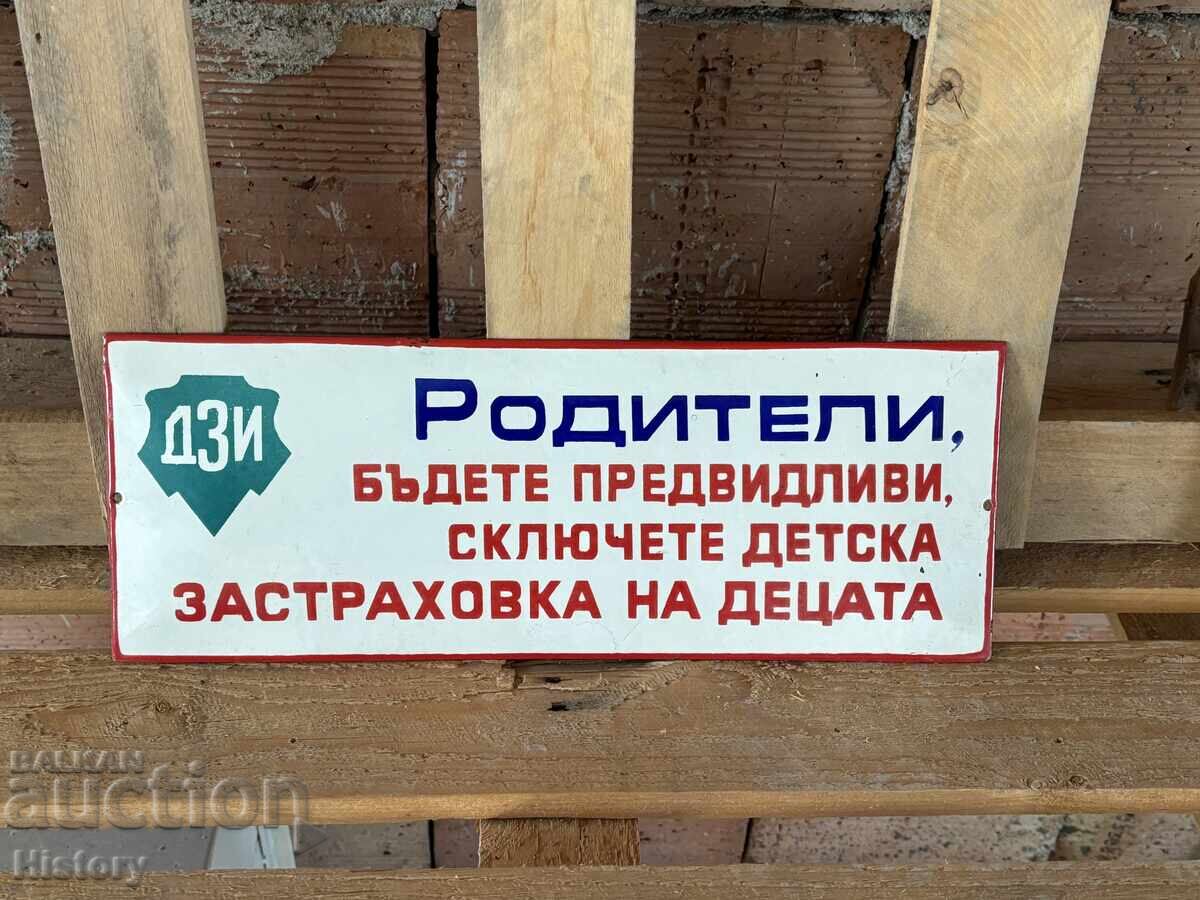 ДЗИ
Родители,
БЪДЕТЕ ПРЕДВИДЛИВИ,
СКЛЮЧЕТЕ ДЕТСКА
ЗАСТРАХОВКА НА ДЕЦАТА
BALKAN
auction
History